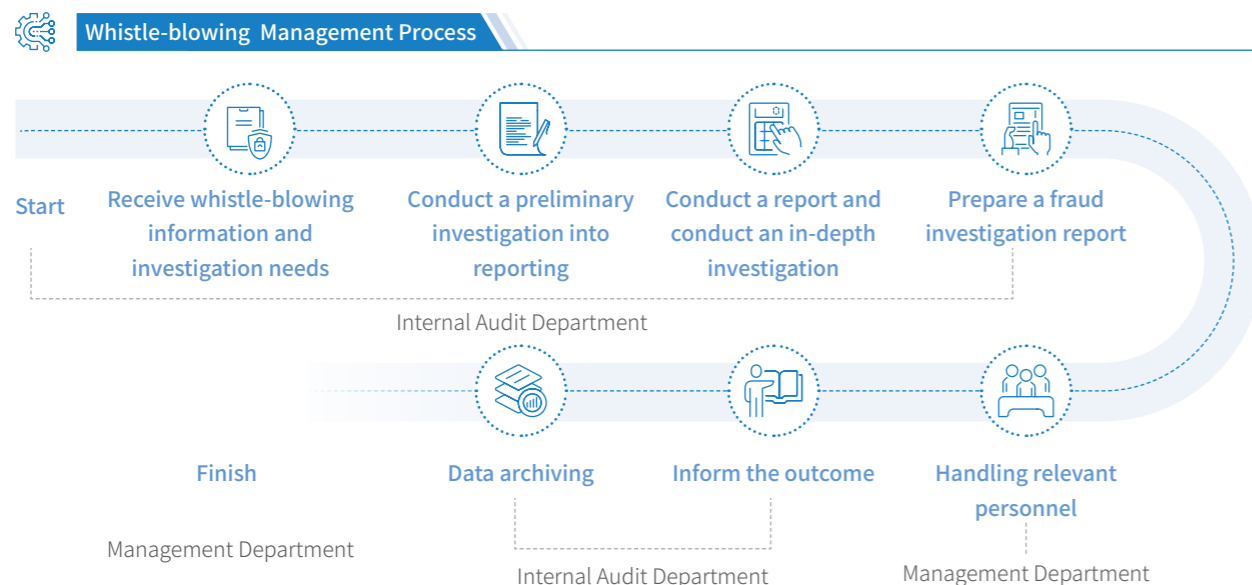 Whistle-blowing Management Process
Start
Receive whistle-blowing
information and
investigation needs
Conduct a preliminary
investigation into
reporting
Conduct a report and
conduct an in-depth
investigation
Prepare a fraud
investigation report
Internal Audit Department
Handling relevant
personnel
Management Department
Inform the outcome
Data archiving
Internal Audit Department
Finish
Management Department